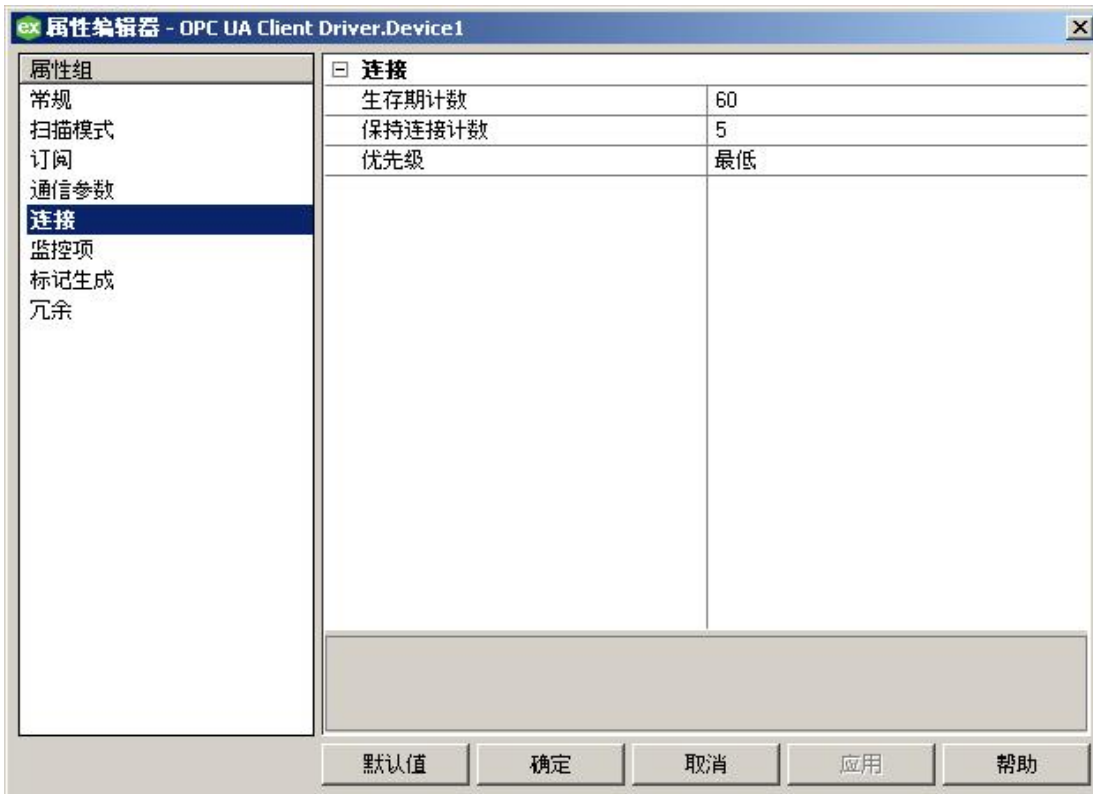 ex 属性编辑器 - OPC UA Client Driver.Device1
属性组
常规
扫描模式
订阅
通信参数
连接
监控项
标记生成
冗余
连接
生存期计数 60
保持连接计数 5
优先级 最低
默认值 确定 取消 应用 帮助